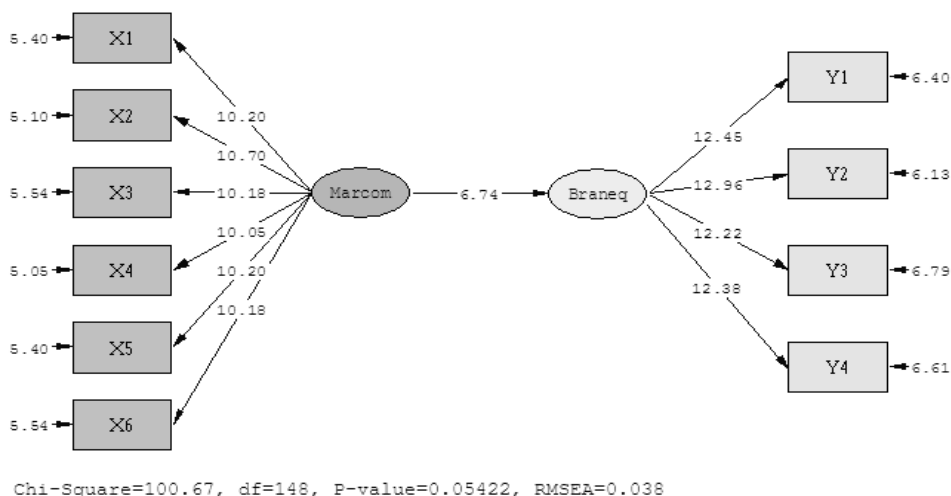 5.40 X1
5.10 X2
5.54 X3
5.05 X4
5.40 X5
5.54 X6
10.20
10.70
10.18
10.05
10.20
10.18
Marcom
6.74
Braneq
12.45
12.96
12.22
12.38
Y1 6.40
Y2 6.13
Y3 6.79
Y4 6.61
Chi-Square=100.67, df=148, P-value=0.05422, RMSEA=0.038